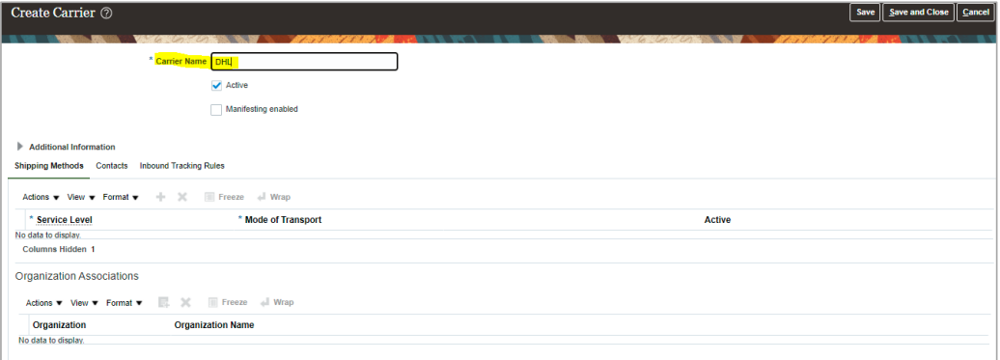 Create Carrier
Save Save and Close Cancel
* Carrier Name DHL
Active
Manifesting enabled
Additional Information
Shipping Methods Contacts Inbound Tracking Rules
Actions View Format Freeze Wrap
* Service Level * Mode of Transport Active
No data to display.
Columns Hidden 1
Organization Associations
Actions View Format Freeze Wrap
Organization Organization Name
No data to display.